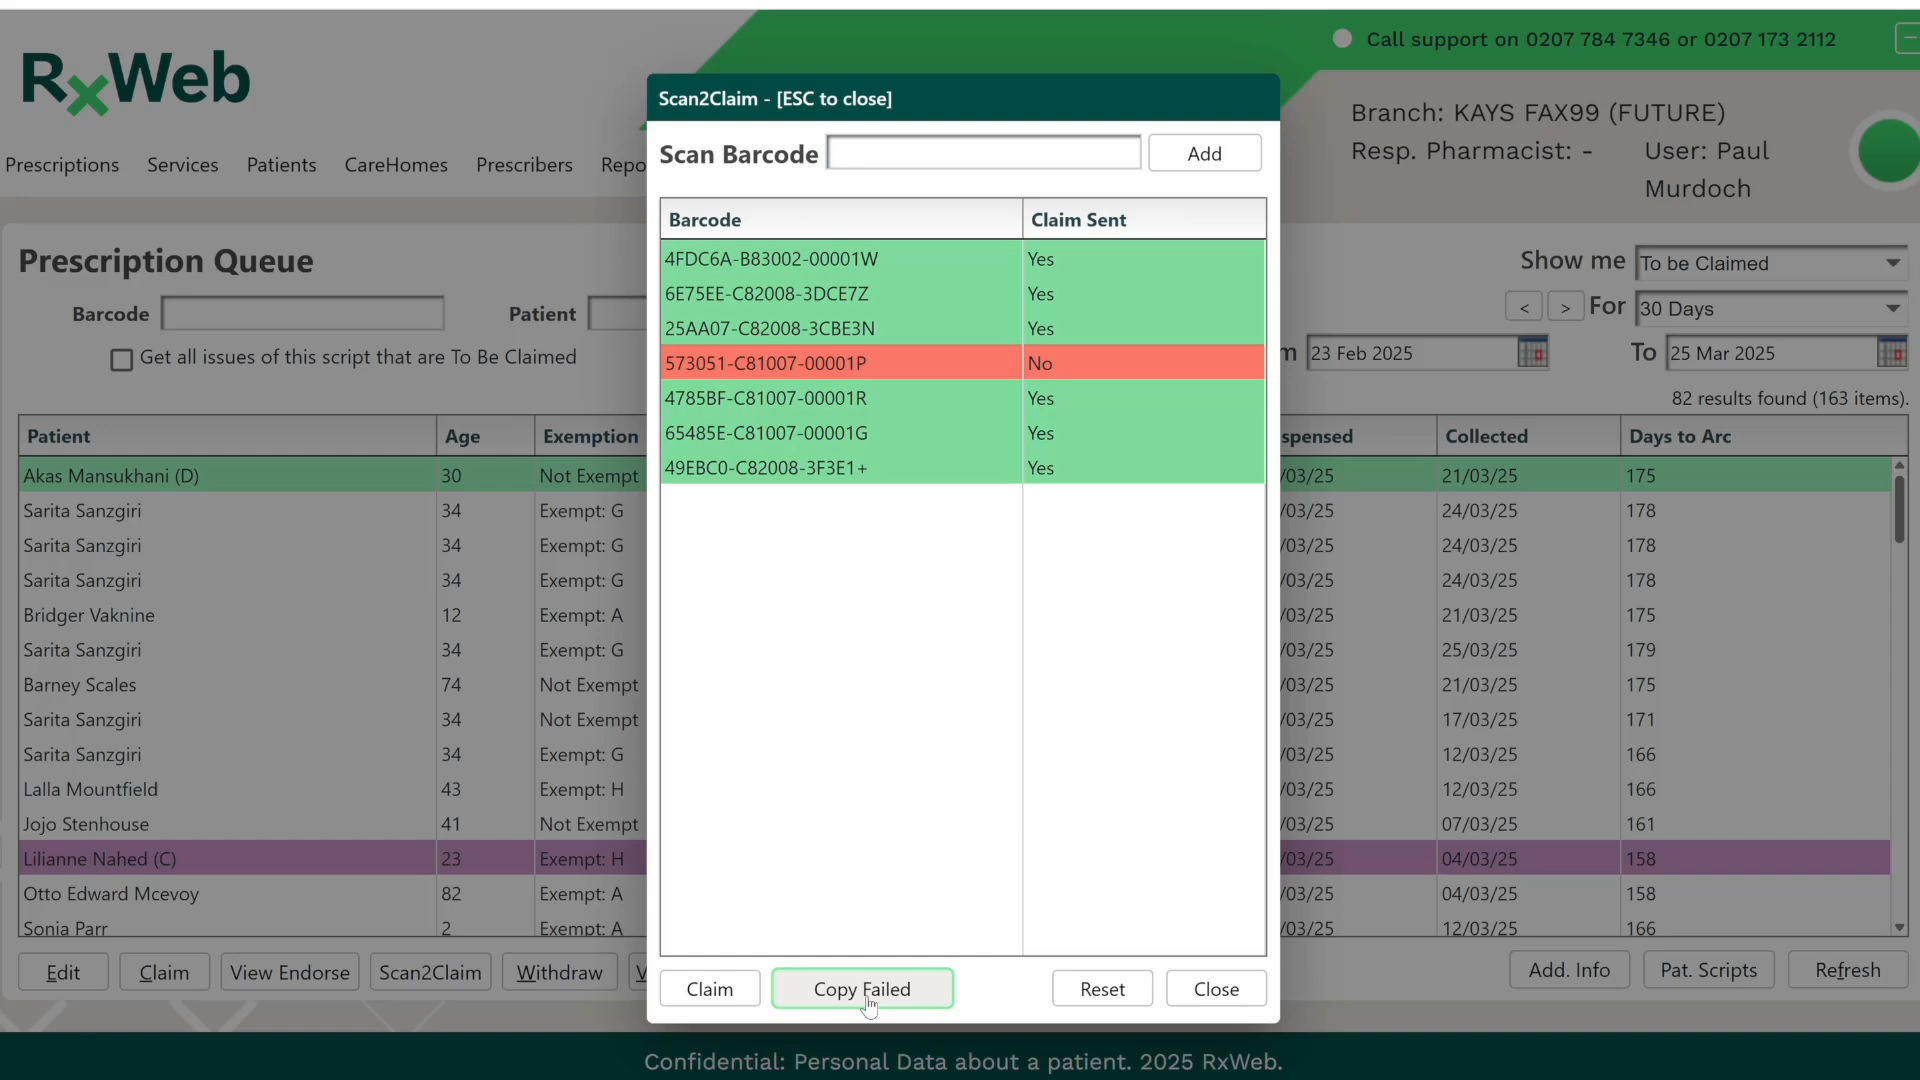 Call support on 0207 784 7346 or 0207 173 2112
RxWeb
Branch: KAYS FAX99 (FUTURE)
Resp. Pharmacist: - User: Paul Murdoch
Prescriptions Services Patients CareHomes Prescribers
Scan2Claim - [ESC to close]
Scan Barcode Add
Barcode Claim Sent
4FDC6A-B83002-00001W Yes
6E75EE-C82008-3DCE7Z Yes
25AA07-C82008-3CBE3N Yes
573051-C81007-00001P No
4785BF-C81007-00001R Yes
65485E-C81007-00001G Yes
49EBC0-C82008-3F3E1+ Yes
Claim Copy Failed Reset Close
Prescription Queue
Show me To be Claimed
Barcode Patient
< > For 30 Days
Get all issues of this script that are To Be Claimed
23 Feb 2025 To 25 Mar 2025
82 results found (163 items).
Patient Age Exemption spensed Collected Days to Arc
Akas Mansukhani (D) 30 Not Exempt /03/25 21/03/25 175
Sarita Sanzgiri 34 Exempt: G /03/25 24/03/25 178
Sarita Sanzgiri 34 Exempt: G /03/25 24/03/25 178
Sarita Sanzgiri 34 Exempt: G /03/25 24/03/25 178
Bridger Vaknine 12 Exempt: A /03/25 21/03/25 175
Sarita Sanzgiri 34 Exempt: G /03/25 25/03/25 179
Barney Scales 74 Not Exempt /03/25 21/03/25 175
Sarita Sanzgiri 34 Not Exempt /03/25 17/03/25 171
Sarita Sanzgiri 34 Exempt: G /03/25 12/03/25 166
Lalla Mountfield 43 Exempt: H /03/25 12/03/25 166
Jojo Stenhouse 41 Not Exempt /03/25 07/03/25 161
Lilianne Nahed (C) 23 Exempt: H /03/25 04/03/25 158
Otto Edward Mcevoy 82 Exempt: A /03/25 04/03/25 158
Sonia Parr 2 Exempt: A /03/25 12/03/25 166
Edit Claim View Endorse Scan2Claim Withdraw Add. Info Pat. Scripts Refresh
Confidential: Personal Data about a patient. 2025 RxWeb.